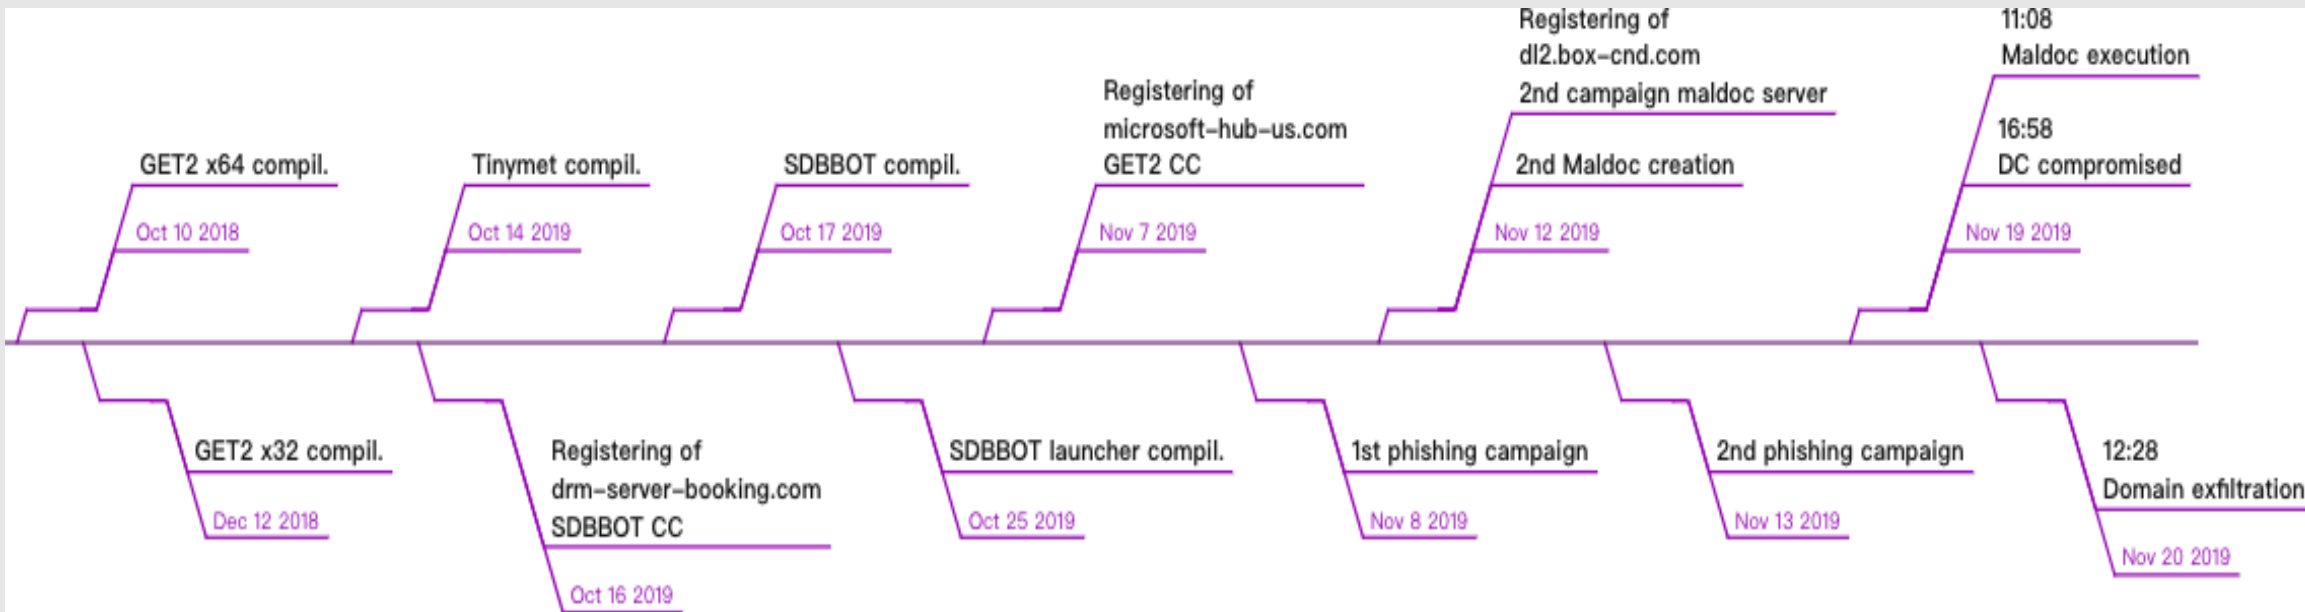 GET2 x64 compil.
Oct 10 2018
GET2 x32 compil.
Dec 12 2018
Tinymet compil.
Oct 14 2019
Registering of
drm-server-booking.com
SDBBOT CC
Oct 16 2019
SDBBOT compil.
Oct 17 2019
SDBBOT launcher compil.
Oct 25 2019
Registering of
microsoft-hub-us.com
GET2 CC
Nov 7 2019
1st phishing campaign
Nov 8 2019
Registering of
dl2.box-cnd.com
2nd campaign maldoc server
2nd Maldoc creation
Nov 12 2019
2nd phishing campaign
Nov 13 2019
11:08
Maldoc execution
16:58
DC compromised
Nov 19 2019
12:28
Domain exfiltration
Nov 20 2019